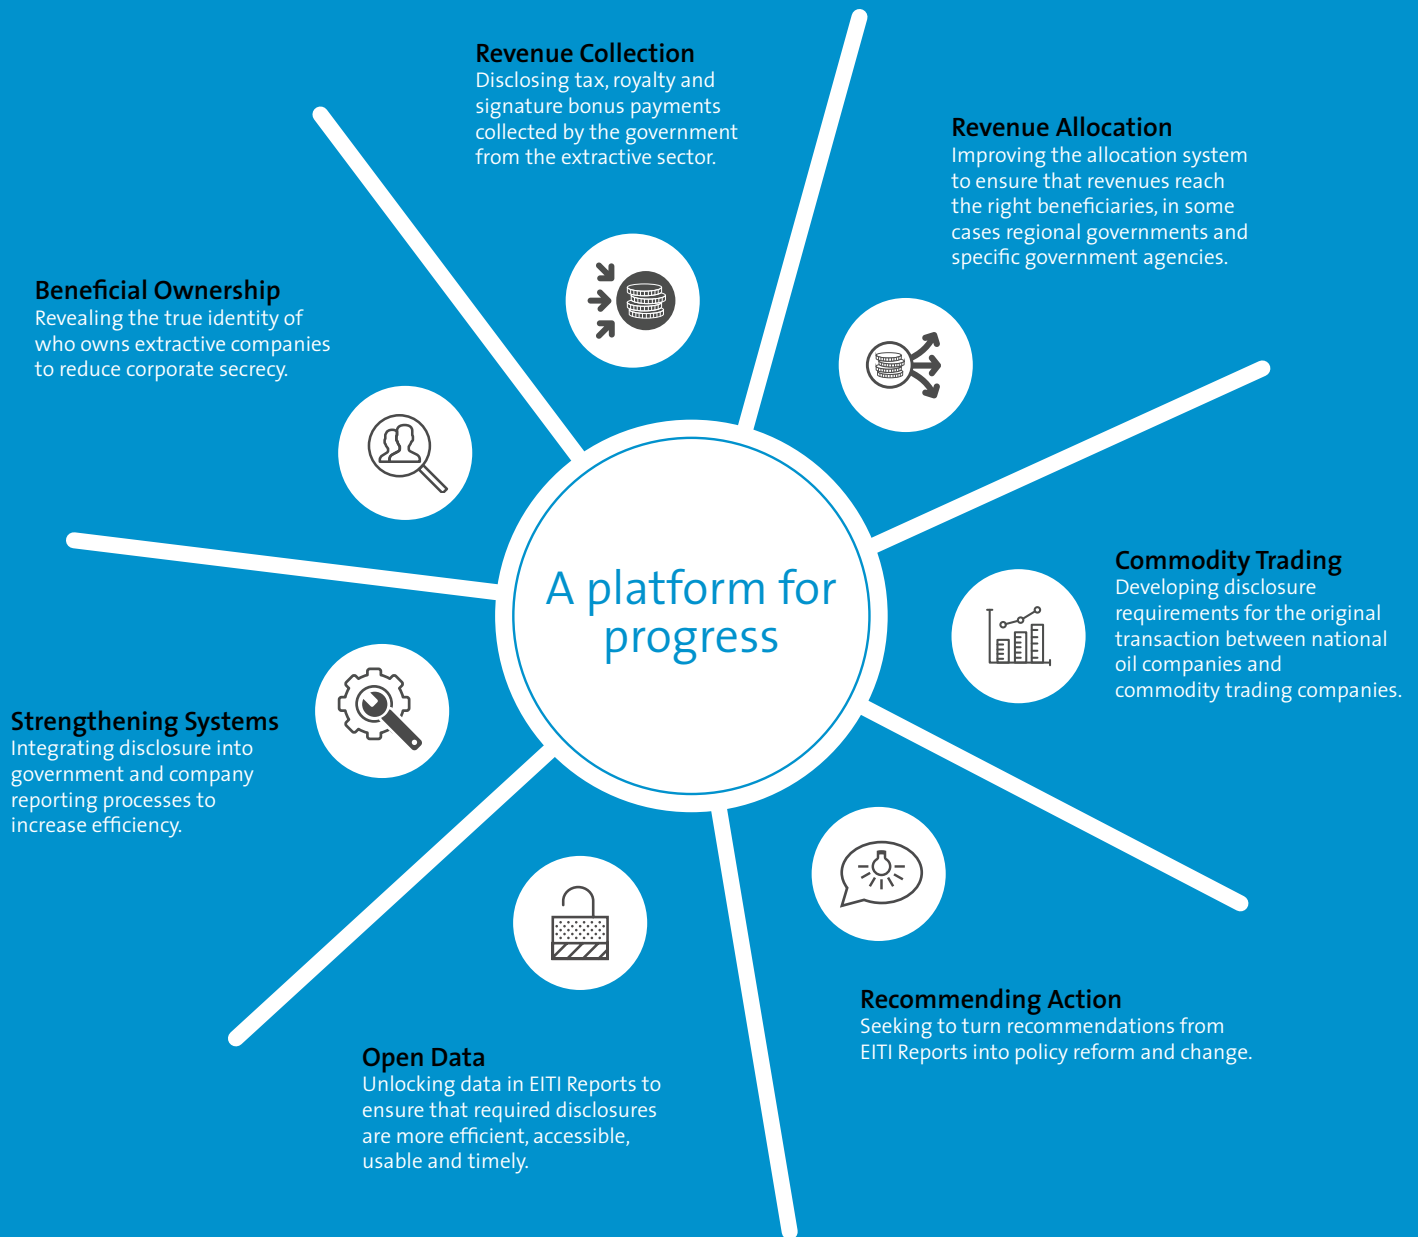 Revenue Collection
Disclosing tax, royalty and
signature bonus payments
collected by the government
from the extractive sector.
Revenue Allocation
Improving the allocation system
to ensure that revenues reach
the right beneficiaries, in some
cases regional governments and
specific government agencies.
Beneficial Ownership
Revealing the true identity of
who owns extractive companies
to reduce corporate secrecy.
A platform for
progress
Commodity Trading
Developing disclosure
requirements for the original
transaction between national
oil companies and
commodity trading companies.
Strengthening Systems
Integrating disclosure into
government and company
reporting processes to
increase efficiency.
Recommending Action
Seeking to turn recommendations from
EITI Reports into policy reform and change.
Open Data
Unlocking data in EITI Reports to
ensure that required disclosures
are more efficient, accessible,
usable and timely.